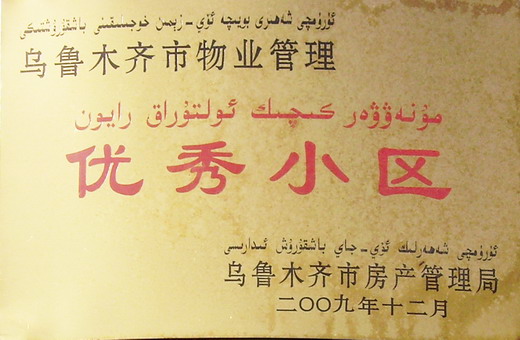 ئۈرۈمچى شەھىرى بويىچە ئۆي - زېمىن خوجىلىقىنى باشقۇرۇشتىكى
乌鲁木齐市物业管理
مۇنەۋۋەر كىچىك ئولتۇراق رايون
优秀小区
ئۈرۈمچى شەھەرلىك ئۆي - جاي باشقۇرۇش ئىدارىسى
乌鲁木齐市房产管理局
二〇〇九年十二月